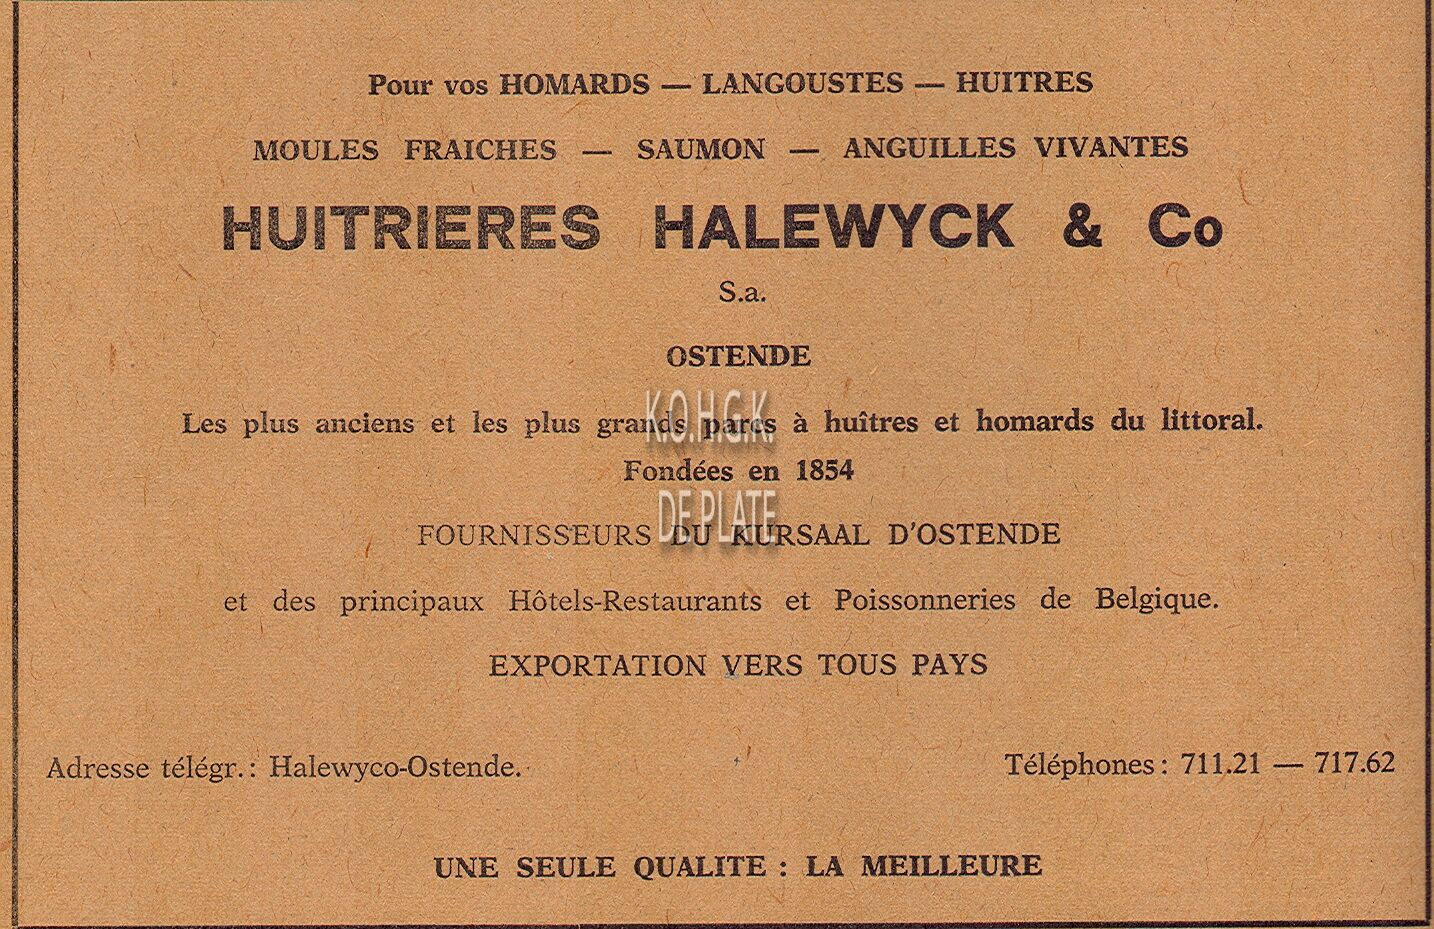 Pour vos HOMARDS — LANGOUSTES — HUITRES
MOULES FRAICHES — SAUMON — ANGUILLES VIVANTES
HUITRIERES HALEWYCK & Co
S.a.
OSTENDE
Les plus anciens et les plus grands parcs à huîtres et homards du littoral.
K.O.H.G.K.
Fondées en 1854
DE PLATE
FOURNISSEURS DU KURSAAL D'OSTENDE
et des principaux Hôtels-Restaurants et Poissonneries de Belgique.
EXPORTATION VERS TOUS PAYS
Adresse télégr.: Halewyco-Ostende.
Téléphones: 711.21 — 717.62
UNE SEULE QUALITE : LA MEILLEURE